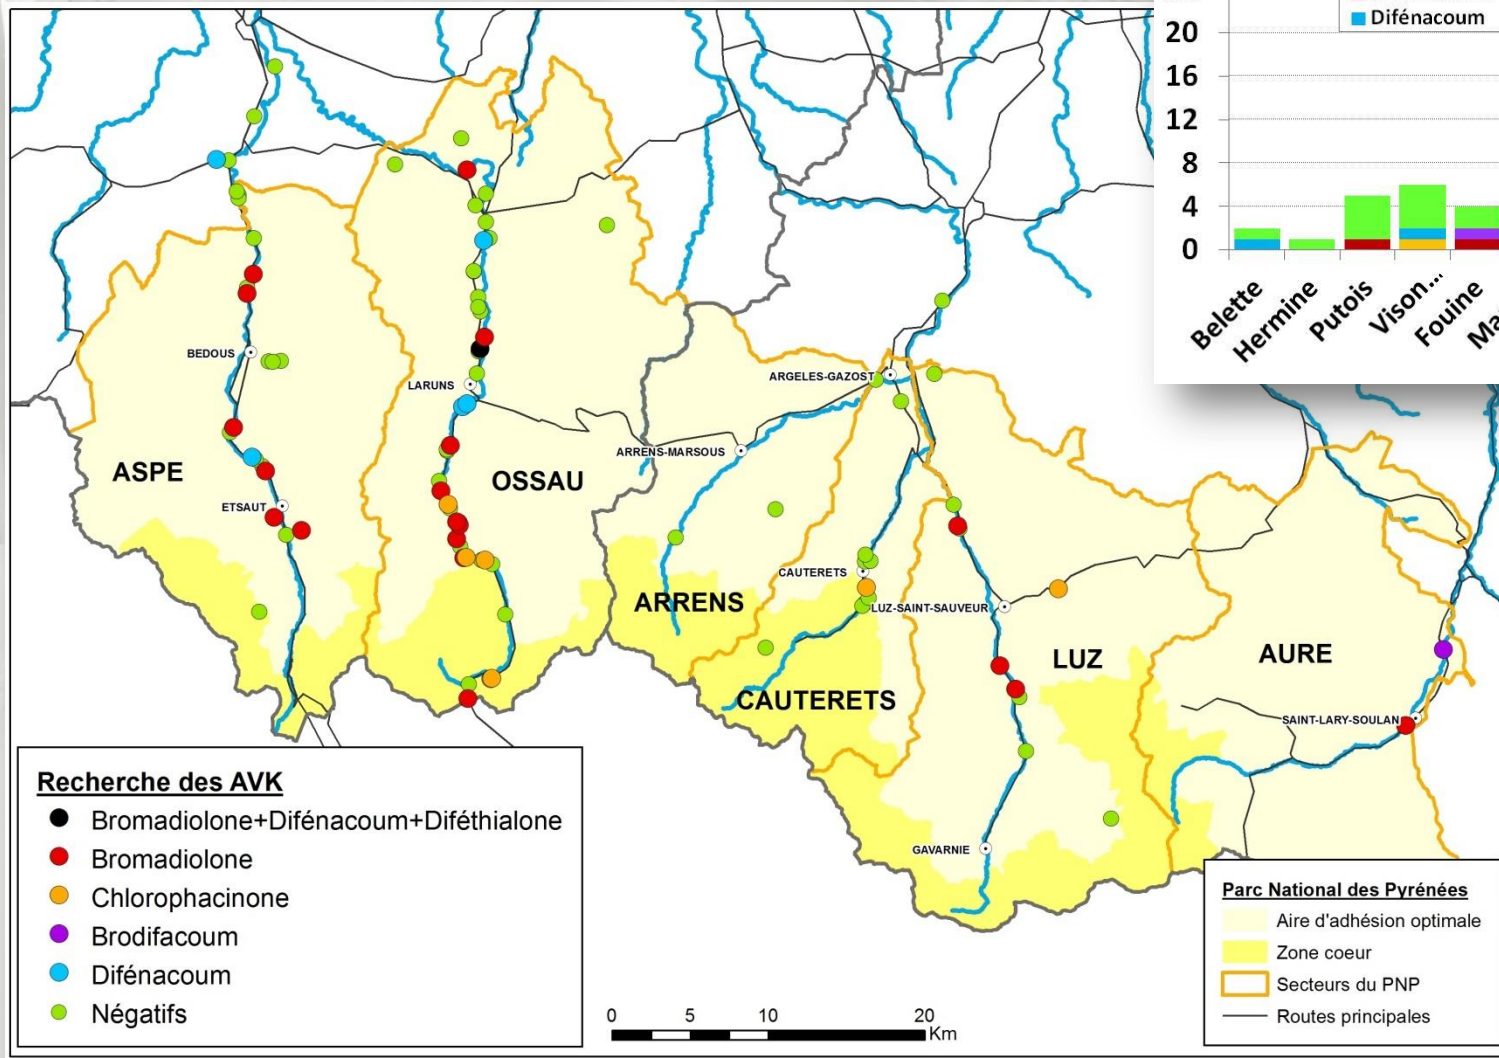 20
16
12
8
4
0
Difénacoum
Belette
Hermine
Putois
Vison...
Fouine
BEDOUS
LARUNS
ARGELES-GAZOST
ARRENS-MARSOUS
ASPE
OSSAU
ETSAUT
CAUTERETS
ARRENS
LUZ-SAINT-SAUVEUR
LUZ
AURE
CAUTERETS
SAINT-LARY-SOULAN
GAVARNIE
Recherche des AVK
Bromadiolone+Difénacoum+Diféthialone
Bromadiolone
Chlorophacinone
Brodifacoum
Difénacoum
Négatifs
0 5 10 20
Km
Parc National des Pyrénées
Aire d'adhésion optimale
Zone coeur
Secteurs du PNP
Routes principales